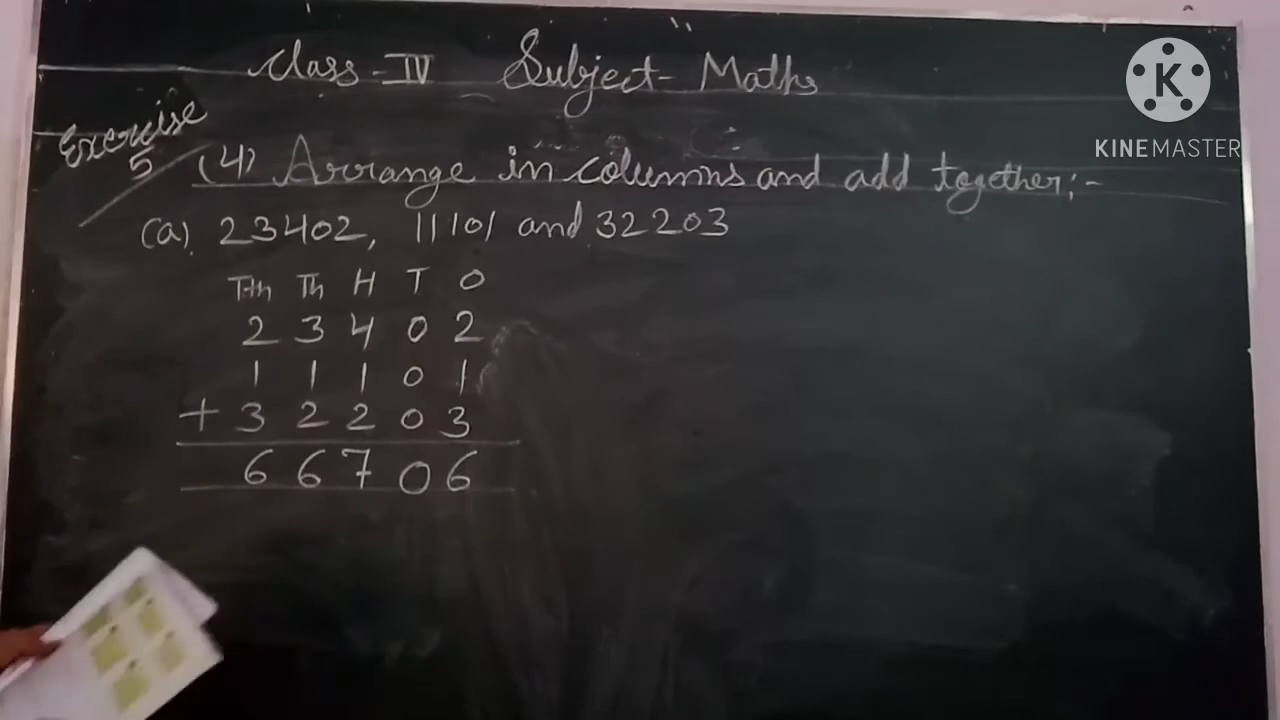 Class-IV Subject-Maths
Exercise
5
(4) Arrange in columns and add together:-
(a) 23402, 11101 and 32203
TTh Th H T O
2 3 4 0 2
1 1 1 0 1
+ 3 2 2 0 3
6 6 7 0 6
K
KINEMASTER